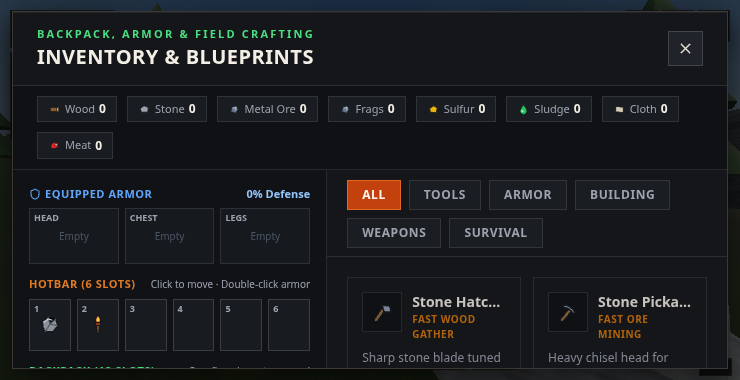 BACKPACK, ARMOR & FIELD CRAFTING
INVENTORY & BLUEPRINTS
Wood 0
Stone 0
Metal Ore 0
Frags 0
Sulfur 0
Sludge 0
Cloth 0
Meat 0
EQUIPPED ARMOR
0% Defense
HEAD
Empty
CHEST
Empty
LEGS
Empty
HOTBAR (6 SLOTS)
Click to move · Double-click armor
1
2
3
4
5
6
ALL
TOOLS
ARMOR
BUILDING
WEAPONS
SURVIVAL
Stone Hatc...
FAST WOOD
GATHER
Sharp stone blade tuned
Stone Picka...
FAST ORE
MINING
Heavy chisel head for